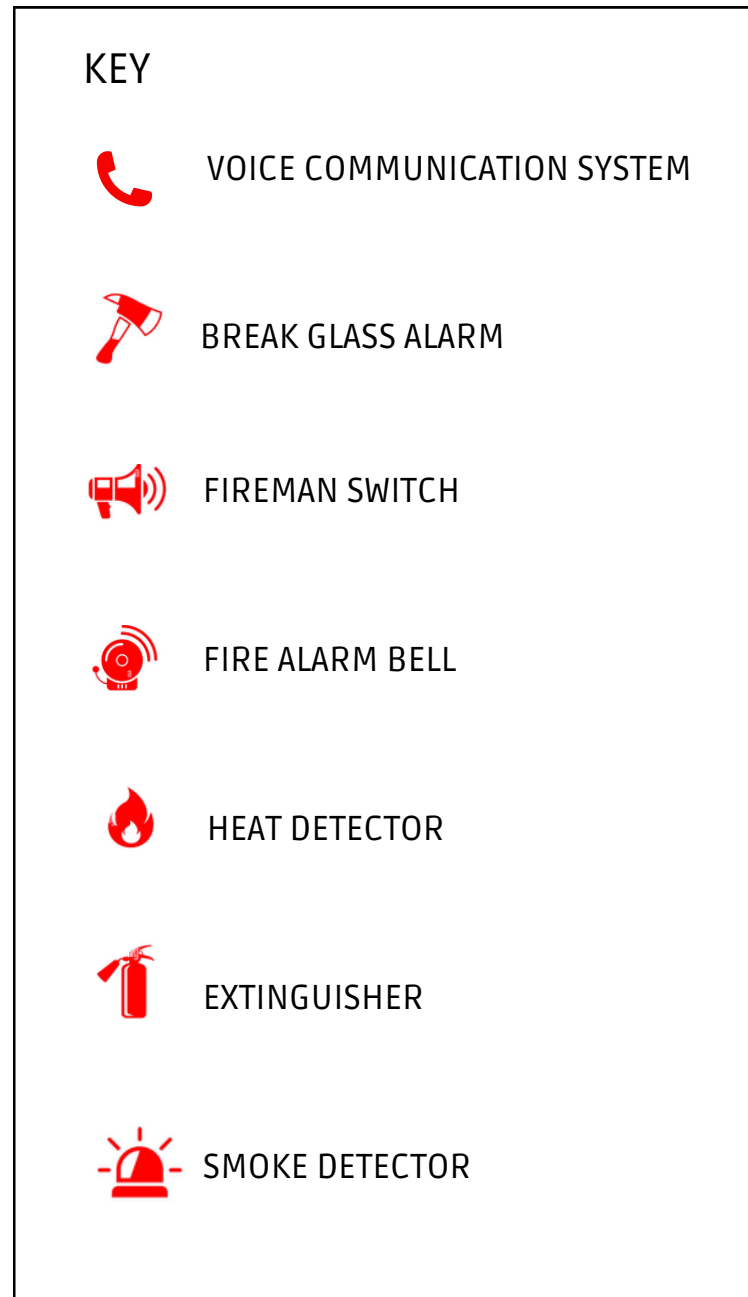 KEY
VOICE COMMUNICATION SYSTEM
BREAK GLASS ALARM
FIREMAN SWITCH
FIRE ALARM BELL
HEAT DETECTOR
EXTINGUISHER
SMOKE DETECTOR